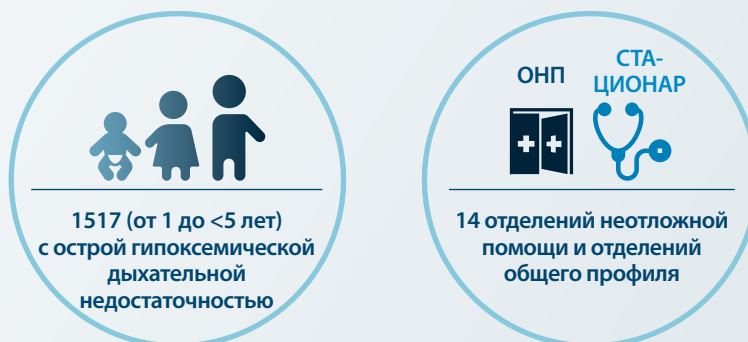 ОНП
СТА-
ЦИОНАР
1517 (от 1 до <5 лет)
с острой гипоксемической
дыхательной
недостаточностью
14 отделений неотложной
помощи и отделений
общего профиля